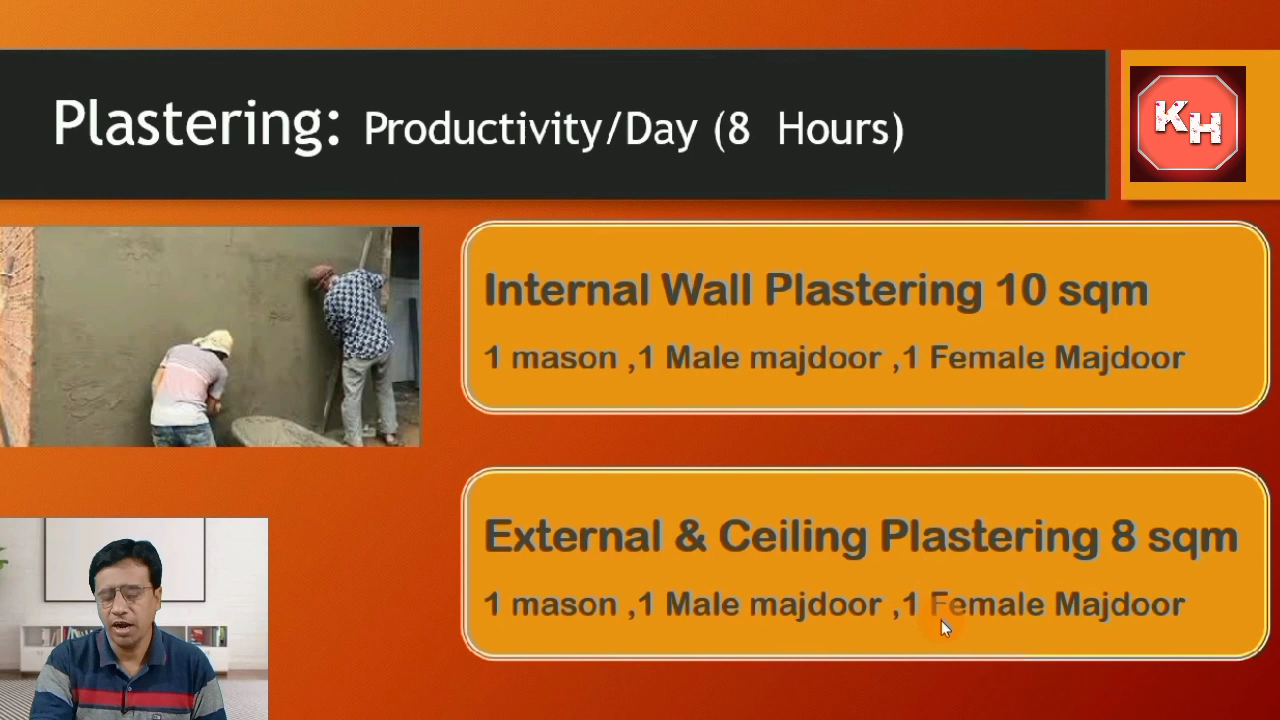 Plastering: Productivity/Day (8 Hours)
KH
Internal Wall Plastering 10 sqm
1 mason ,1 Male majdoor ,1 Female Majdoor
External & Ceiling Plastering 8 sqm
1 mason ,1 Male majdoor ,1 Female Majdoor